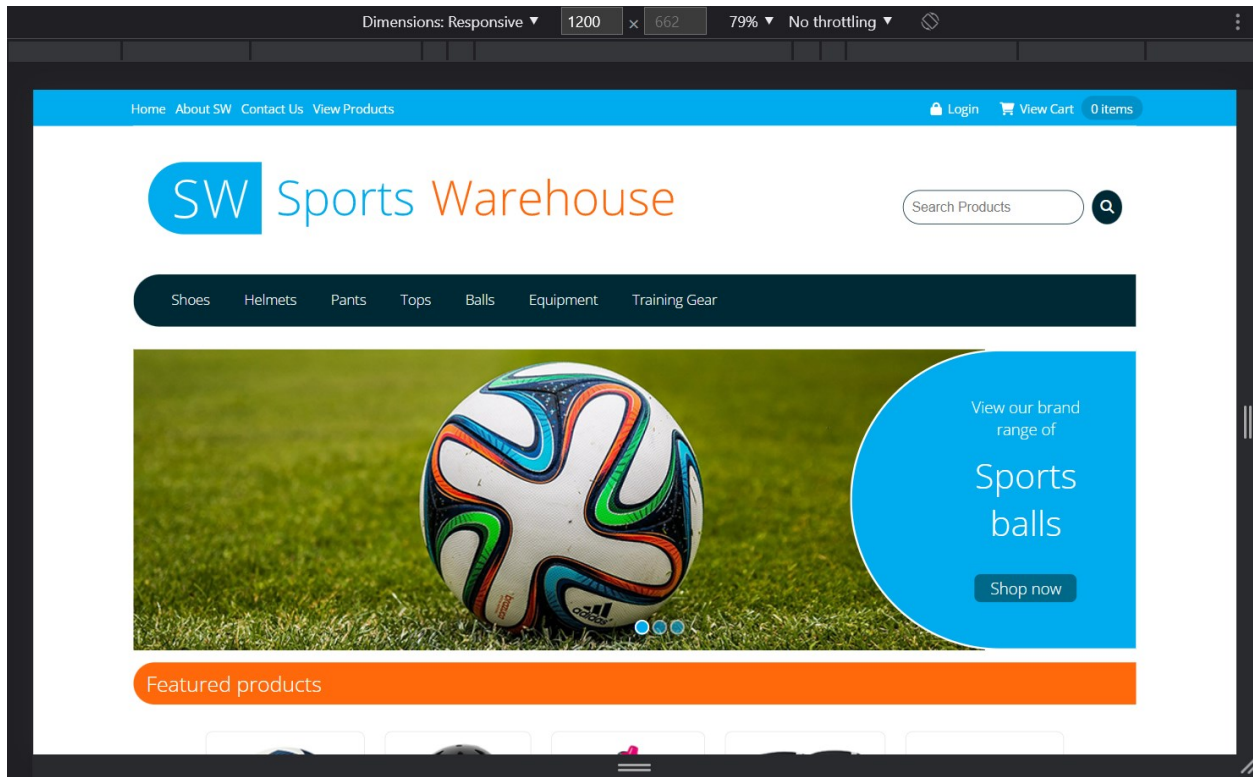 Dimensions: Responsive ▼ 1200 × 662 79% ▼ No throttling ▼
Home About SW Contact Us View Products Login View Cart 0 items
SW Sports Warehouse
Search Products
Shoes Helmets Pants Tops Balls Equipment Training Gear
View our brand
range of
Sports
balls
Shop now
brazuca
adidas
Featured products